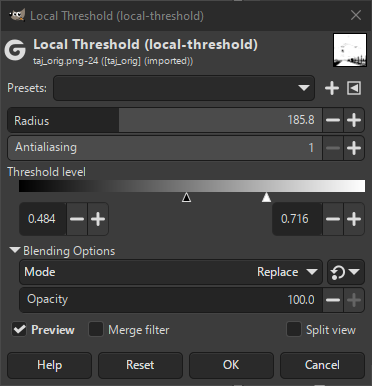 Local Threshold (local-threshold)
Local Threshold (local-threshold)
taj_orig.png-24 ([taj_orig] (imported))
Presets:
Radius 185.8
Antialiasing 1
Threshold level
0.484 0.716
Blending Options
Mode Replace
Opacity 100.0
Preview Merge filter Split view
Help Reset OK Cancel